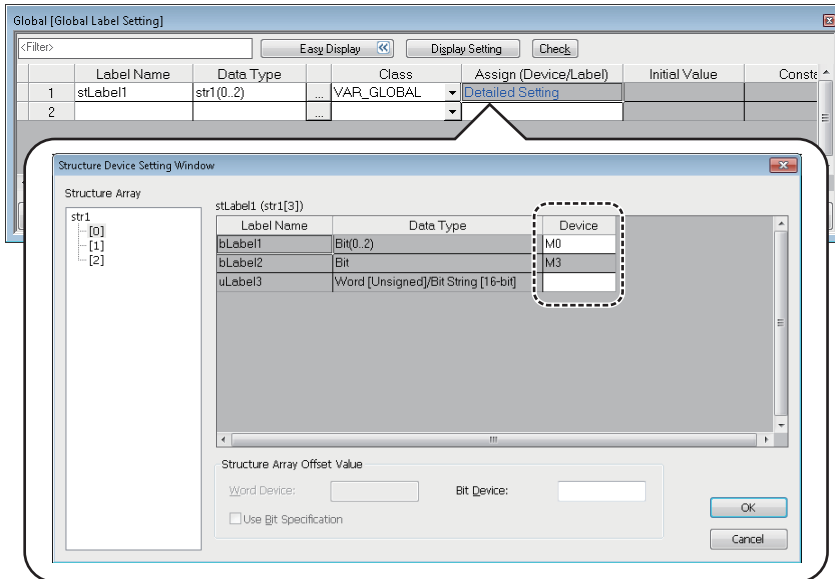 Global [Global Label Setting]
<Filter> Easy Display Display Setting Check
Label Name Data Type Class Assign (Device/Label) Initial Value Consta
1 stLabel1 str1(0..2) ... VAR_GLOBAL Detailed Setting
2 ...
Structure Device Setting Window
Structure Array
stLabel1 (str1[3])
str1
[0]
[1]
[2]
Label Name Data Type Device
bLabel1 Bit(0..2) M0
bLabel2 Bit M3
uLabel3 Word [Unsigned]/Bit String [16-bit]
Structure Array Offset Value
Word Device: Bit Device:
Use Bit Specification
OK
Cancel